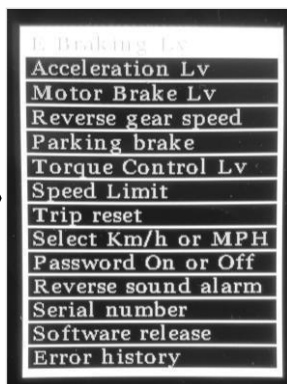 E Braking Lv
Acceleration Lv
Motor Brake Lv
Reverse gear speed
Parking brake
Torque Control Lv
Speed Limit
Trip reset
Select Km/h or MPH
Password On or Off
Reverse sound alarm
Serial number
Software release
Error history